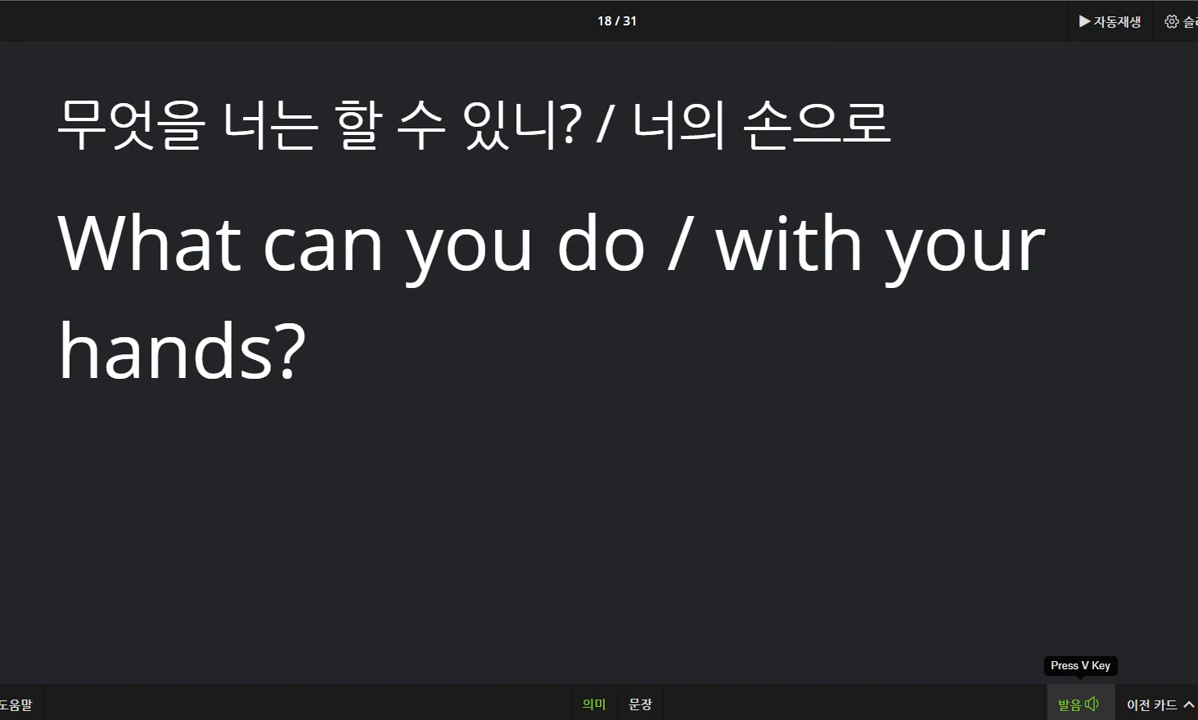 18 / 31
▶ 자동재생
무엇을 너는 할 수 있니? / 너의 손으로
What can you do / with your
hands?
Press V Key
도움말
의미
문장
발음
이전 카드